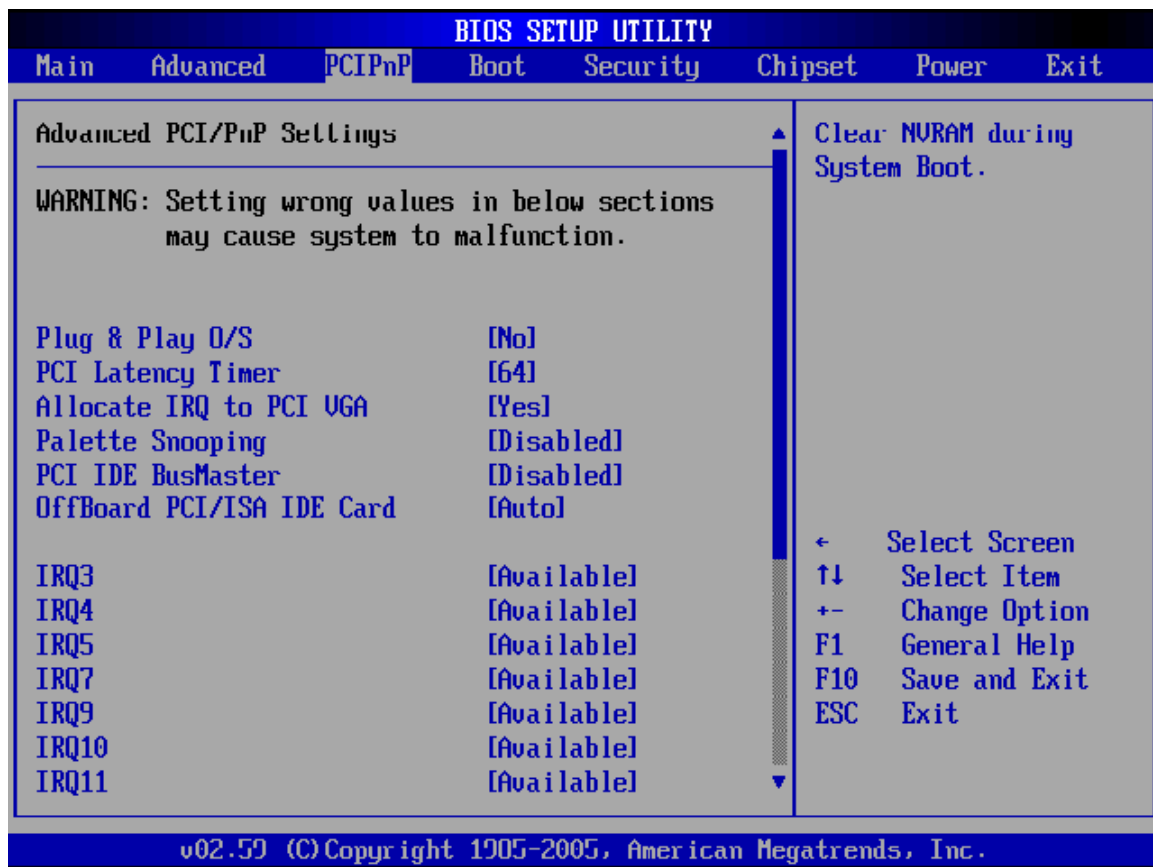 BIOS SETUP UTILITY
Main Advanced PCIPnP Boot Security Chipset Power Exit
Advanced PCI/PnP Settings
WARNING: Setting wrong values in below sections
may cause system to malfunction.
Plug & Play O/S [No]
PCI Latency Timer [64]
Allocate IRQ to PCI VGA [Yes]
Palette Snooping [Disabled]
PCI IDE BusMaster [Disabled]
OffBoard PCI/ISA IDE Card [Auto]
IRQ3 [Available]
IRQ4 [Available]
IRQ5 [Available]
IRQ7 [Available]
IRQ9 [Available]
IRQ10 [Available]
IRQ11 [Available]
Clear NVRAM during
System Boot.
← Select Screen
↑↓ Select Item
+- Change Option
F1 General Help
F10 Save and Exit
ESC Exit
v02.59 (C)Copyright 1985-2005, American Megatrends, Inc.